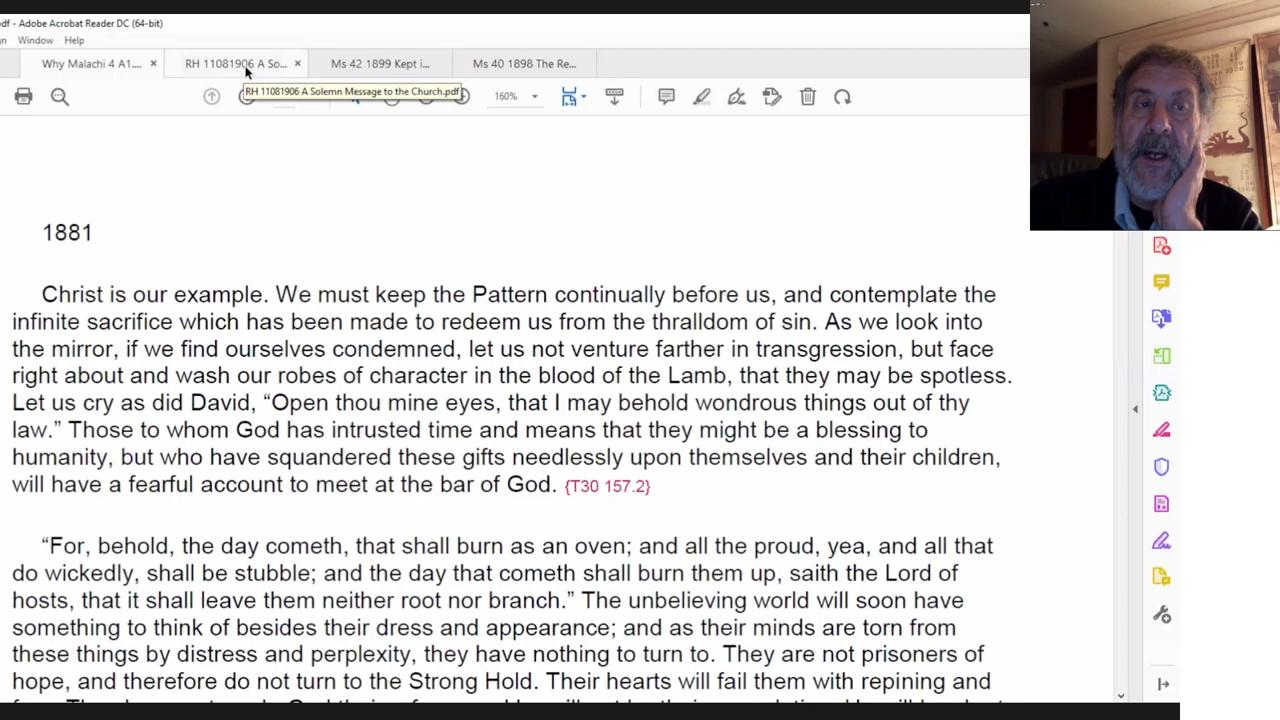 df - Adobe Acrobat Reader DC (64-bit)
Window Help
Why Malachi 4 A1.... × RH 11081906 A So... × Ms 42 1899 Kept i... Ms 40 1898 The Re...
RH 11081906 A Solemn Message to the Church.pdf
160%
1881
Christ is our example. We must keep the Pattern continually before us, and contemplate the
infinite sacrifice which has been made to redeem us from the thralldom of sin. As we look into
the mirror, if we find ourselves condemned, let us not venture farther in transgression, but face
right about and wash our robes of character in the blood of the Lamb, that they may be spotless.
Let us cry as did David, “Open thou mine eyes, that I may behold wondrous things out of thy
law.” Those to whom God has intrusted time and means that they might be a blessing to
humanity, but who have squandered these gifts needlessly upon themselves and their children,
will have a fearful account to meet at the bar of God. {T30 157.2}
“For, behold, the day cometh, that shall burn as an oven; and all the proud, yea, and all that
do wickedly, shall be stubble; and the day that cometh shall burn them up, saith the Lord of
hosts, that it shall leave them neither root nor branch.” The unbelieving world will soon have
something to think of besides their dress and appearance; and as their minds are torn from
these things by distress and perplexity, they have nothing to turn to. They are not prisoners of
hope, and therefore do not turn to the Strong Hold. Their hearts will fail them with repining and